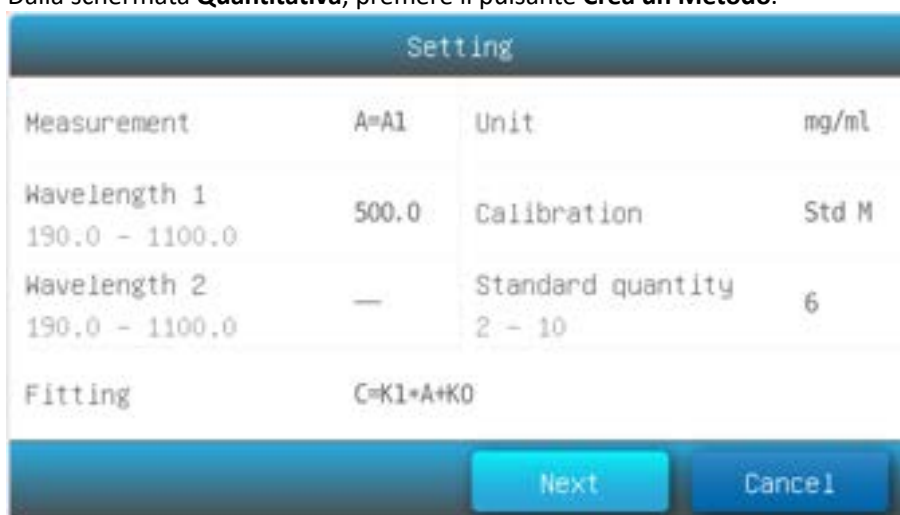 Dalla schermata Quantitativa, premere il pulsante Crea un Metodo.
Setting
Measurement A=A1 Unit mg/ml
Wavelength 1
190.0 - 1100.0 500.0 Calibration Std M
Wavelength 2 — Standard quantity 6
190.0 - 1100.0 2 - 10
Fitting C=K1*A+K0
Next Cancel